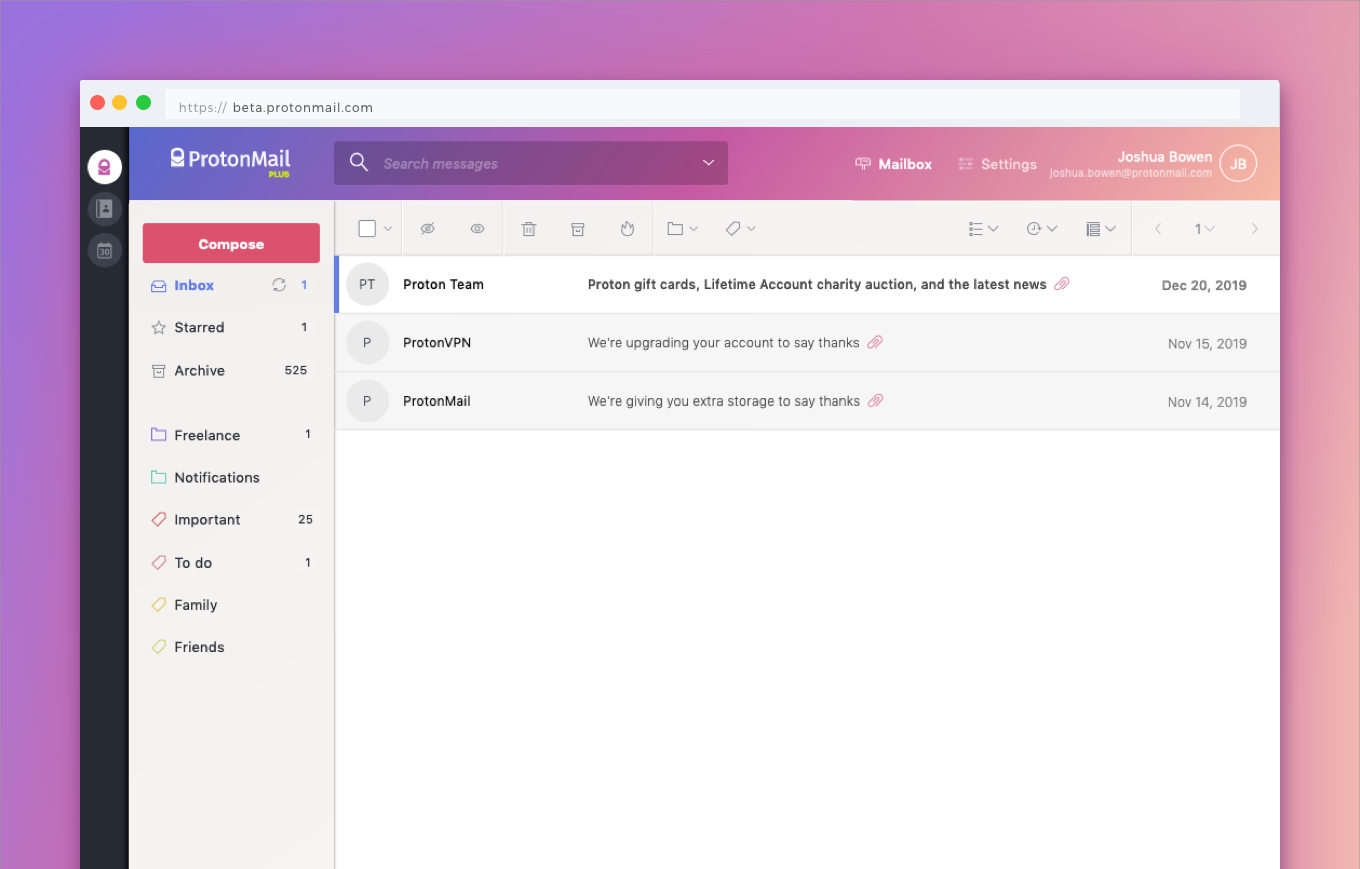 https:// beta.protonmail.com
ProtonMail
PLUS
Search messages
Mailbox
Settings
Joshua Bowen
joshua.bowen@protonmail.com
JB
30
Compose
Inbox 1
Starred 1
Archive 525
Freelance 1
Notifications
Important 25
To do 1
Family
Friends
1
PT Proton Team Proton gift cards, Lifetime Account charity auction, and the latest news Dec 20, 2019
P ProtonVPN We're upgrading your account to say thanks Nov 15, 2019
P ProtonMail We're giving you extra storage to say thanks Nov 14, 2019